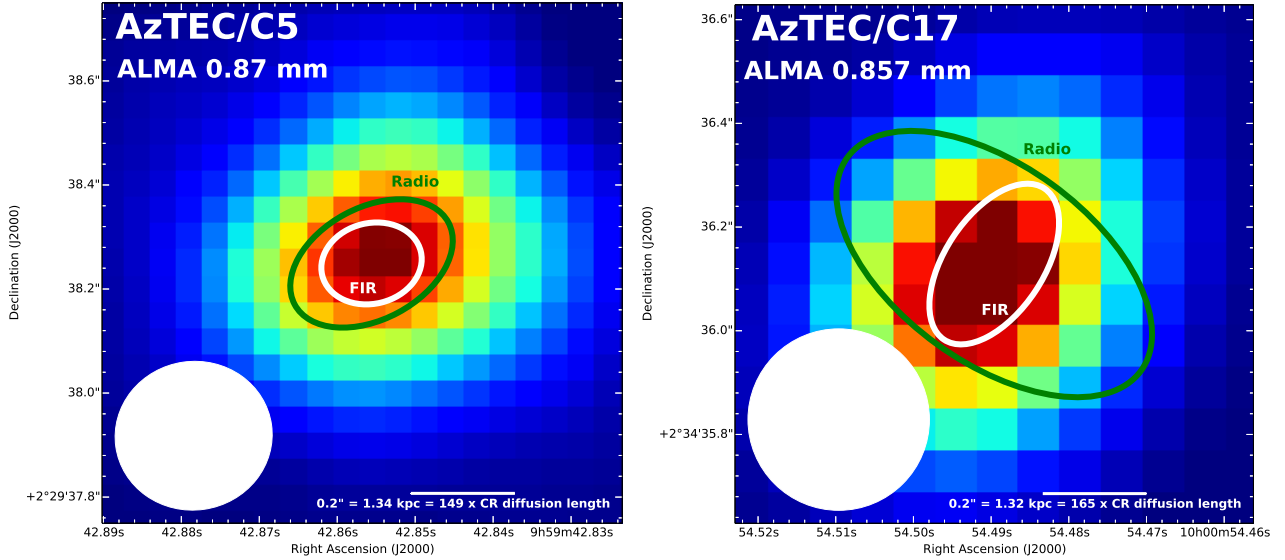 AzTEC/C5
ALMA 0.87 mm
38.6"
38.4"
38.2"
38.0"
+2°29'37.8"
Declination (J2000)
Radio
FIR
0.2" = 1.34 kpc = 149 x CR diffusion length
42.89s 42.88s 42.87s 42.86s 42.85s 42.84s 9h59m42.83s
Right Ascension (J2000)
AzTEC/C17
ALMA 0.857 mm
36.6"
36.4"
36.2"
36.0"
+2°34'35.8"
Declination (J2000)
Radio
FIR
0.2" = 1.32 kpc = 165 x CR diffusion length
54.52s 54.51s 54.50s 54.49s 54.48s 54.47s 10h00m54.46s
Right Ascension (J2000)